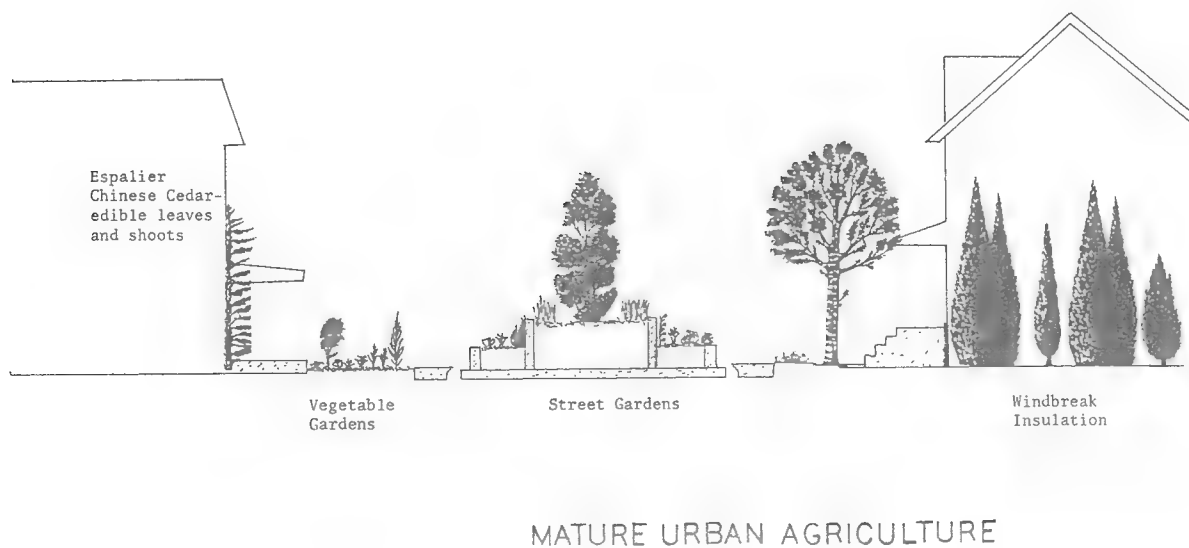 Espalier
Chinese Cedar-
edible leaves
and shoots
Vegetable
Gardens
Street Gardens
Windbreak
Insulation
MATURE URBAN AGRICULTURE